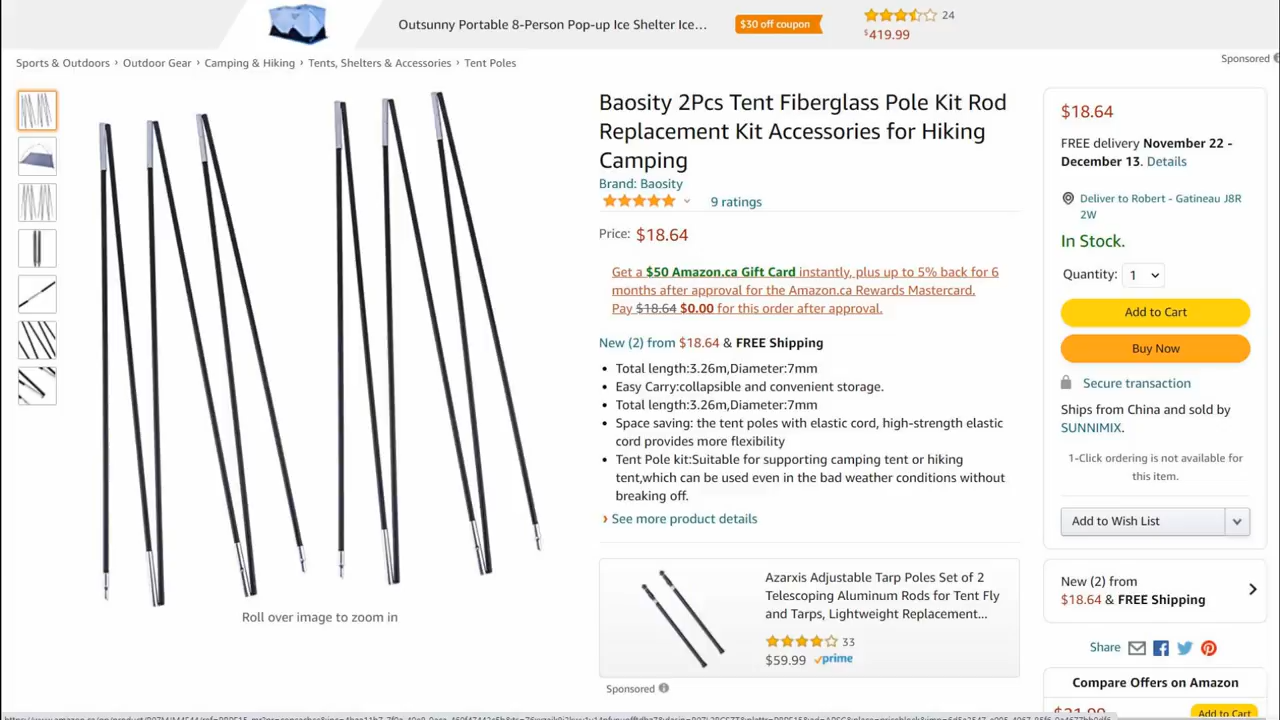 Outsunny Portable 8-Person Pop-up Ice Shelter Ice...
$30 off coupon
24
$419.99
Sports & Outdoors › Outdoor Gear › Camping & Hiking › Tents, Shelters & Accessories › Tent Poles
Sponsored
Baosity 2Pcs Tent Fiberglass Pole Kit Rod
Replacement Kit Accessories for Hiking
Camping
Brand: Baosity
9 ratings
Price: $18.64
Get a $50 Amazon.ca Gift Card instantly, plus up to 5% back for 6
months after approval for the Amazon.ca Rewards Mastercard.
Pay $18.64 $0.00 for this order after approval.
New (2) from $18.64 & FREE Shipping
• Total length:3.26m,Diameter:7mm
• Easy Carry:collapsible and convenient storage.
• Total length:3.26m,Diameter:7mm
• Space saving: the tent poles with elastic cord, high-strength elastic
cord provides more flexibility
• Tent Pole kit:Suitable for supporting camping tent or hiking
tent,which can be used even in the bad weather conditions without
breaking off.
› See more product details
Roll over image to zoom in
Azarxis Adjustable Tarp Poles Set of 2
Telescoping Aluminum Rods for Tent Fly
and Tarps, Lightweight Replacement...
33
$59.99 prime
Sponsored
$18.64
FREE delivery November 22 -
December 13. Details
Deliver to Robert - Gatineau J8R
2W
In Stock.
Quantity: 1
Add to Cart
Buy Now
Secure transaction
Ships from China and sold by
SUNNIMIX.
1-Click ordering is not available for
this item.
Add to Wish List
New (2) from
$18.64 & FREE Shipping
Share
Compare Offers on Amazon
$21.99
Add to Cart